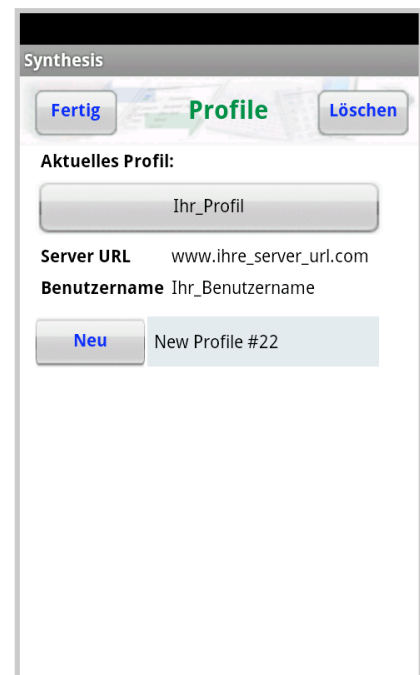 Synthesis
Fertig Profile Löschen
Aktuelles Profil:
Ihr_Profil
Server URL www.ihre_server_url.com
Benutzername Ihr_Benutzername
Neu New Profile #22